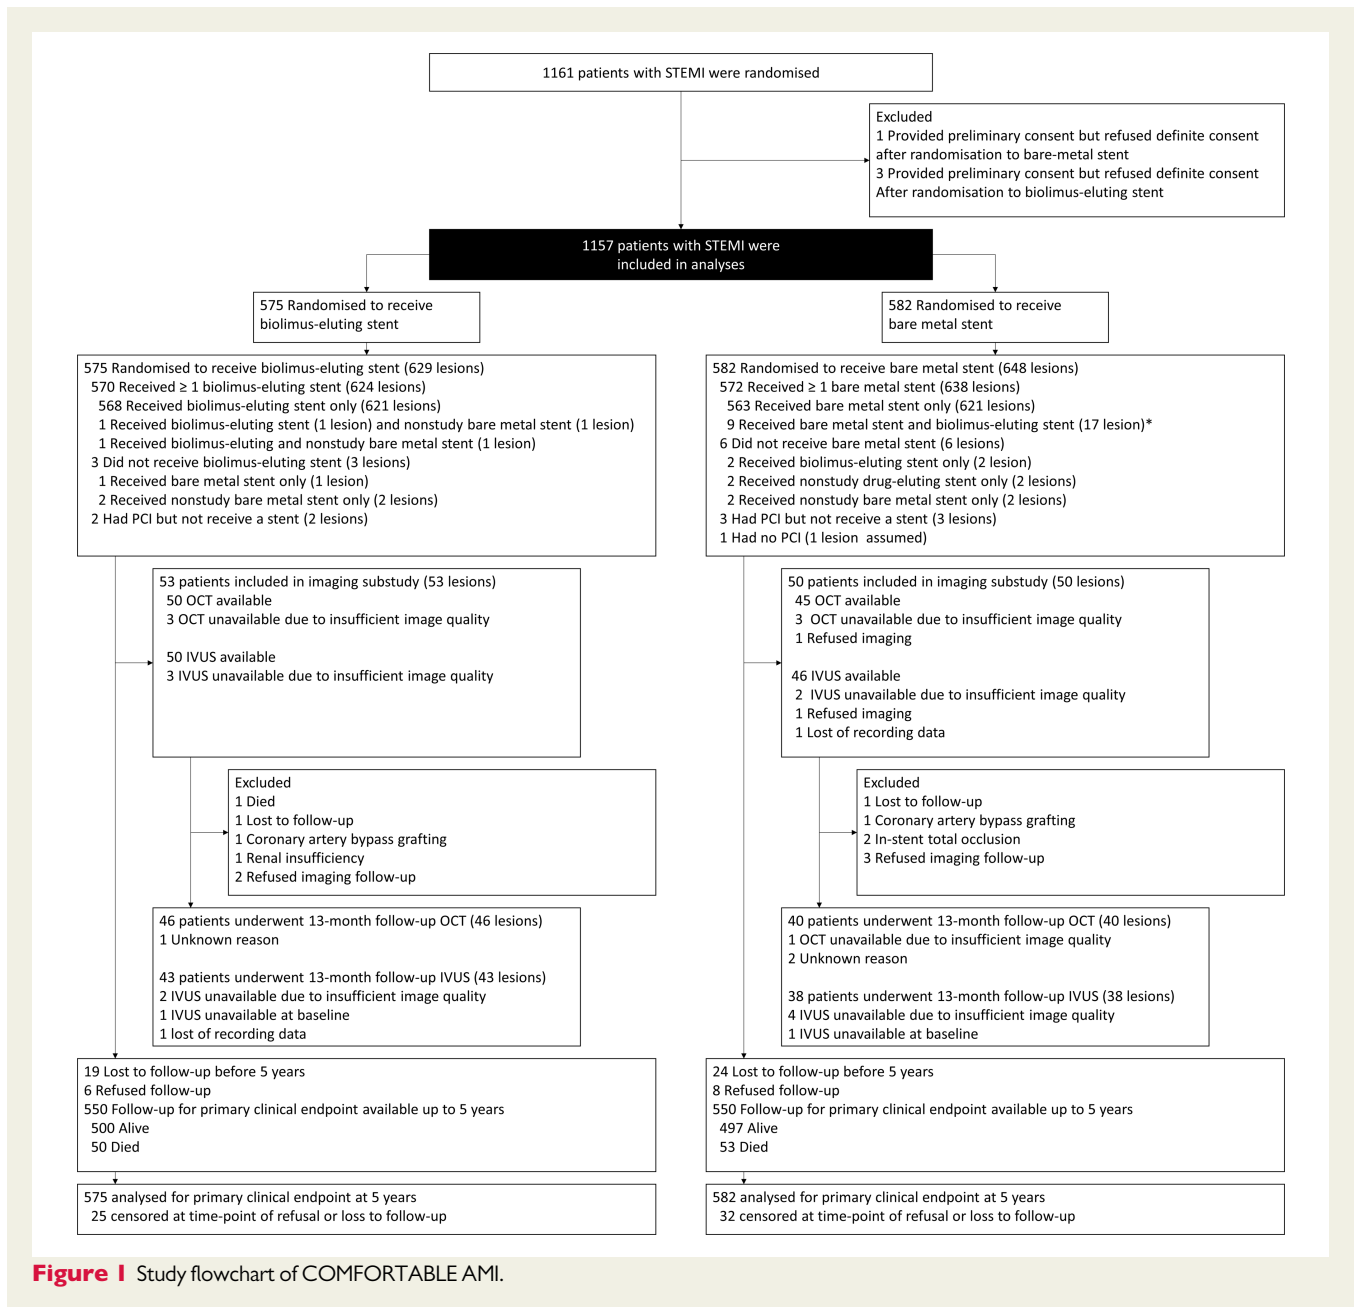 1161 patients with STEMI were randomised
Excluded
1 Provided preliminary consent but refused definite consent
after randomisation to bare-metal stent
3 Provided preliminary consent but refused definite consent
After randomisation to biolimus-eluting stent
1157 patients with STEMI were
included in analyses
575 Randomised to receive
biolimus-eluting stent
582 Randomised to receive
bare metal stent
575 Randomised to receive biolimus-eluting stent (629 lesions)
570 Received ≥ 1 biolimus-eluting stent (624 lesions)
568 Received biolimus-eluting stent only (621 lesions)
1 Received biolimus-eluting stent (1 lesion) and nonstudy bare metal stent (1 lesion)
1 Received biolimus-eluting and nonstudy bare metal stent (1 lesion)
3 Did not receive biolimus-eluting stent (3 lesions)
1 Received bare metal stent only (1 lesion)
2 Received nonstudy bare metal stent only (2 lesions)
2 Had PCI but not receive a stent (2 lesions)
582 Randomised to receive bare metal stent (648 lesions)
572 Received ≥ 1 bare metal stent (638 lesions)
563 Received bare metal stent only (621 lesions)
9 Received bare metal stent and biolimus-eluting stent (17 lesion)*
6 Did not receive bare metal stent (6 lesions)
2 Received biolimus-eluting stent only (2 lesion)
2 Received nonstudy drug-eluting stent only (2 lesions)
2 Received nonstudy bare metal stent only (2 lesions)
3 Had PCI but not receive a stent (3 lesions)
1 Had no PCI (1 lesion assumed)
53 patients included in imaging substudy (53 lesions)
50 OCT available
3 OCT unavailable due to insufficient image quality
50 IVUS available
3 IVUS unavailable due to insufficient image quality
50 patients included in imaging substudy (50 lesions)
45 OCT available
3 OCT unavailable due to insufficient image quality
1 Refused imaging
46 IVUS available
2 IVUS unavailable due to insufficient image quality
1 Refused imaging
1 Lost of recording data
Excluded
1 Died
1 Lost to follow-up
1 Coronary artery bypass grafting
1 Renal insufficiency
2 Refused imaging follow-up
Excluded
1 Lost to follow-up
1 Coronary artery bypass grafting
2 In-stent total occlusion
3 Refused imaging follow-up
46 patients underwent 13-month follow-up OCT (46 lesions)
1 Unknown reason
43 patients underwent 13-month follow-up IVUS (43 lesions)
2 IVUS unavailable due to insufficient image quality
1 IVUS unavailable at baseline
1 lost of recording data
40 patients underwent 13-month follow-up OCT (40 lesions)
1 OCT unavailable due to insufficient image quality
2 Unknown reason
38 patients underwent 13-month follow-up IVUS (38 lesions)
4 IVUS unavailable due to insufficient image quality
1 IVUS unavailable at baseline
19 Lost to follow-up before 5 years
6 Refused follow-up
550 Follow-up for primary clinical endpoint available up to 5 years
500 Alive
50 Died
24 Lost to follow-up before 5 years
8 Refused follow-up
550 Follow-up for primary clinical endpoint available up to 5 years
497 Alive
53 Died
575 analysed for primary clinical endpoint at 5 years
25 censored at time-point of refusal or loss to follow-up
582 analysed for primary clinical endpoint at 5 years
32 censored at time-point of refusal or loss to follow-up
Figure 1 Study flowchart of COMFORTABLE AMI.